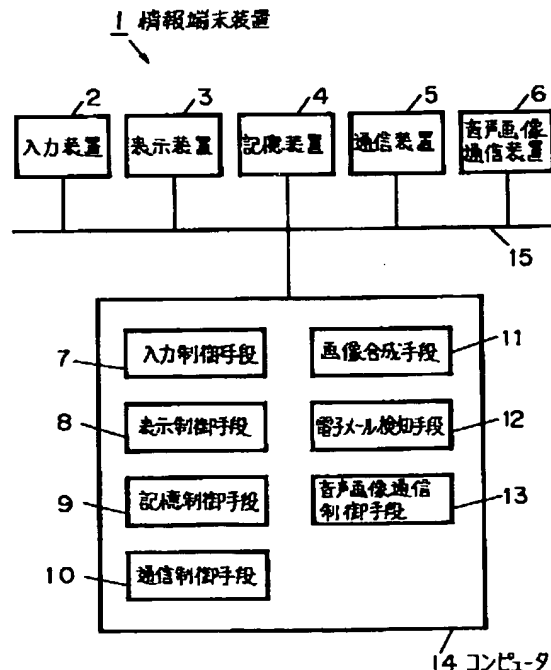 1 情報端末装置
2
3
4
5
6
入力装置
表示装置
記憶装置
通信装置
音声画像
通信装置
15
7
入力制御手段
8
表示制御手段
9
記憶制御手段
10
通信制御手段
画像合成手段
11
電子メール検知手段
12
音声画像通信
制御手段
13
14 コンピュータ